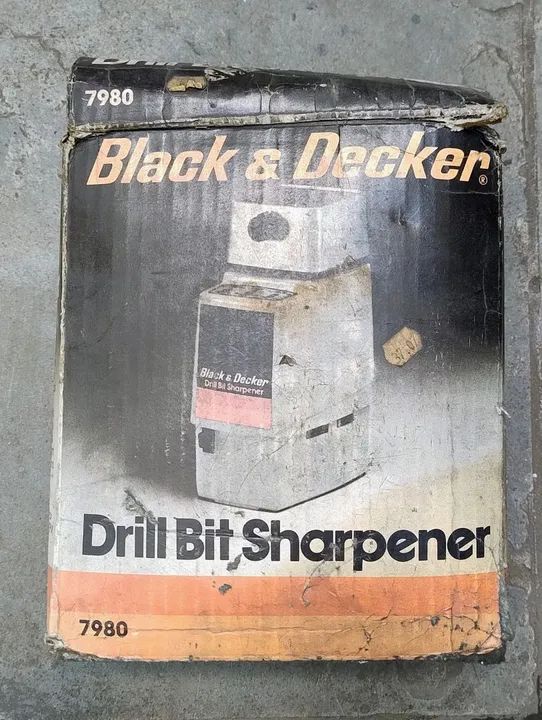 7980
Black & Decker®
Black & Decker
Drill Bit Sharpener
Drill Bit Sharpener
7980